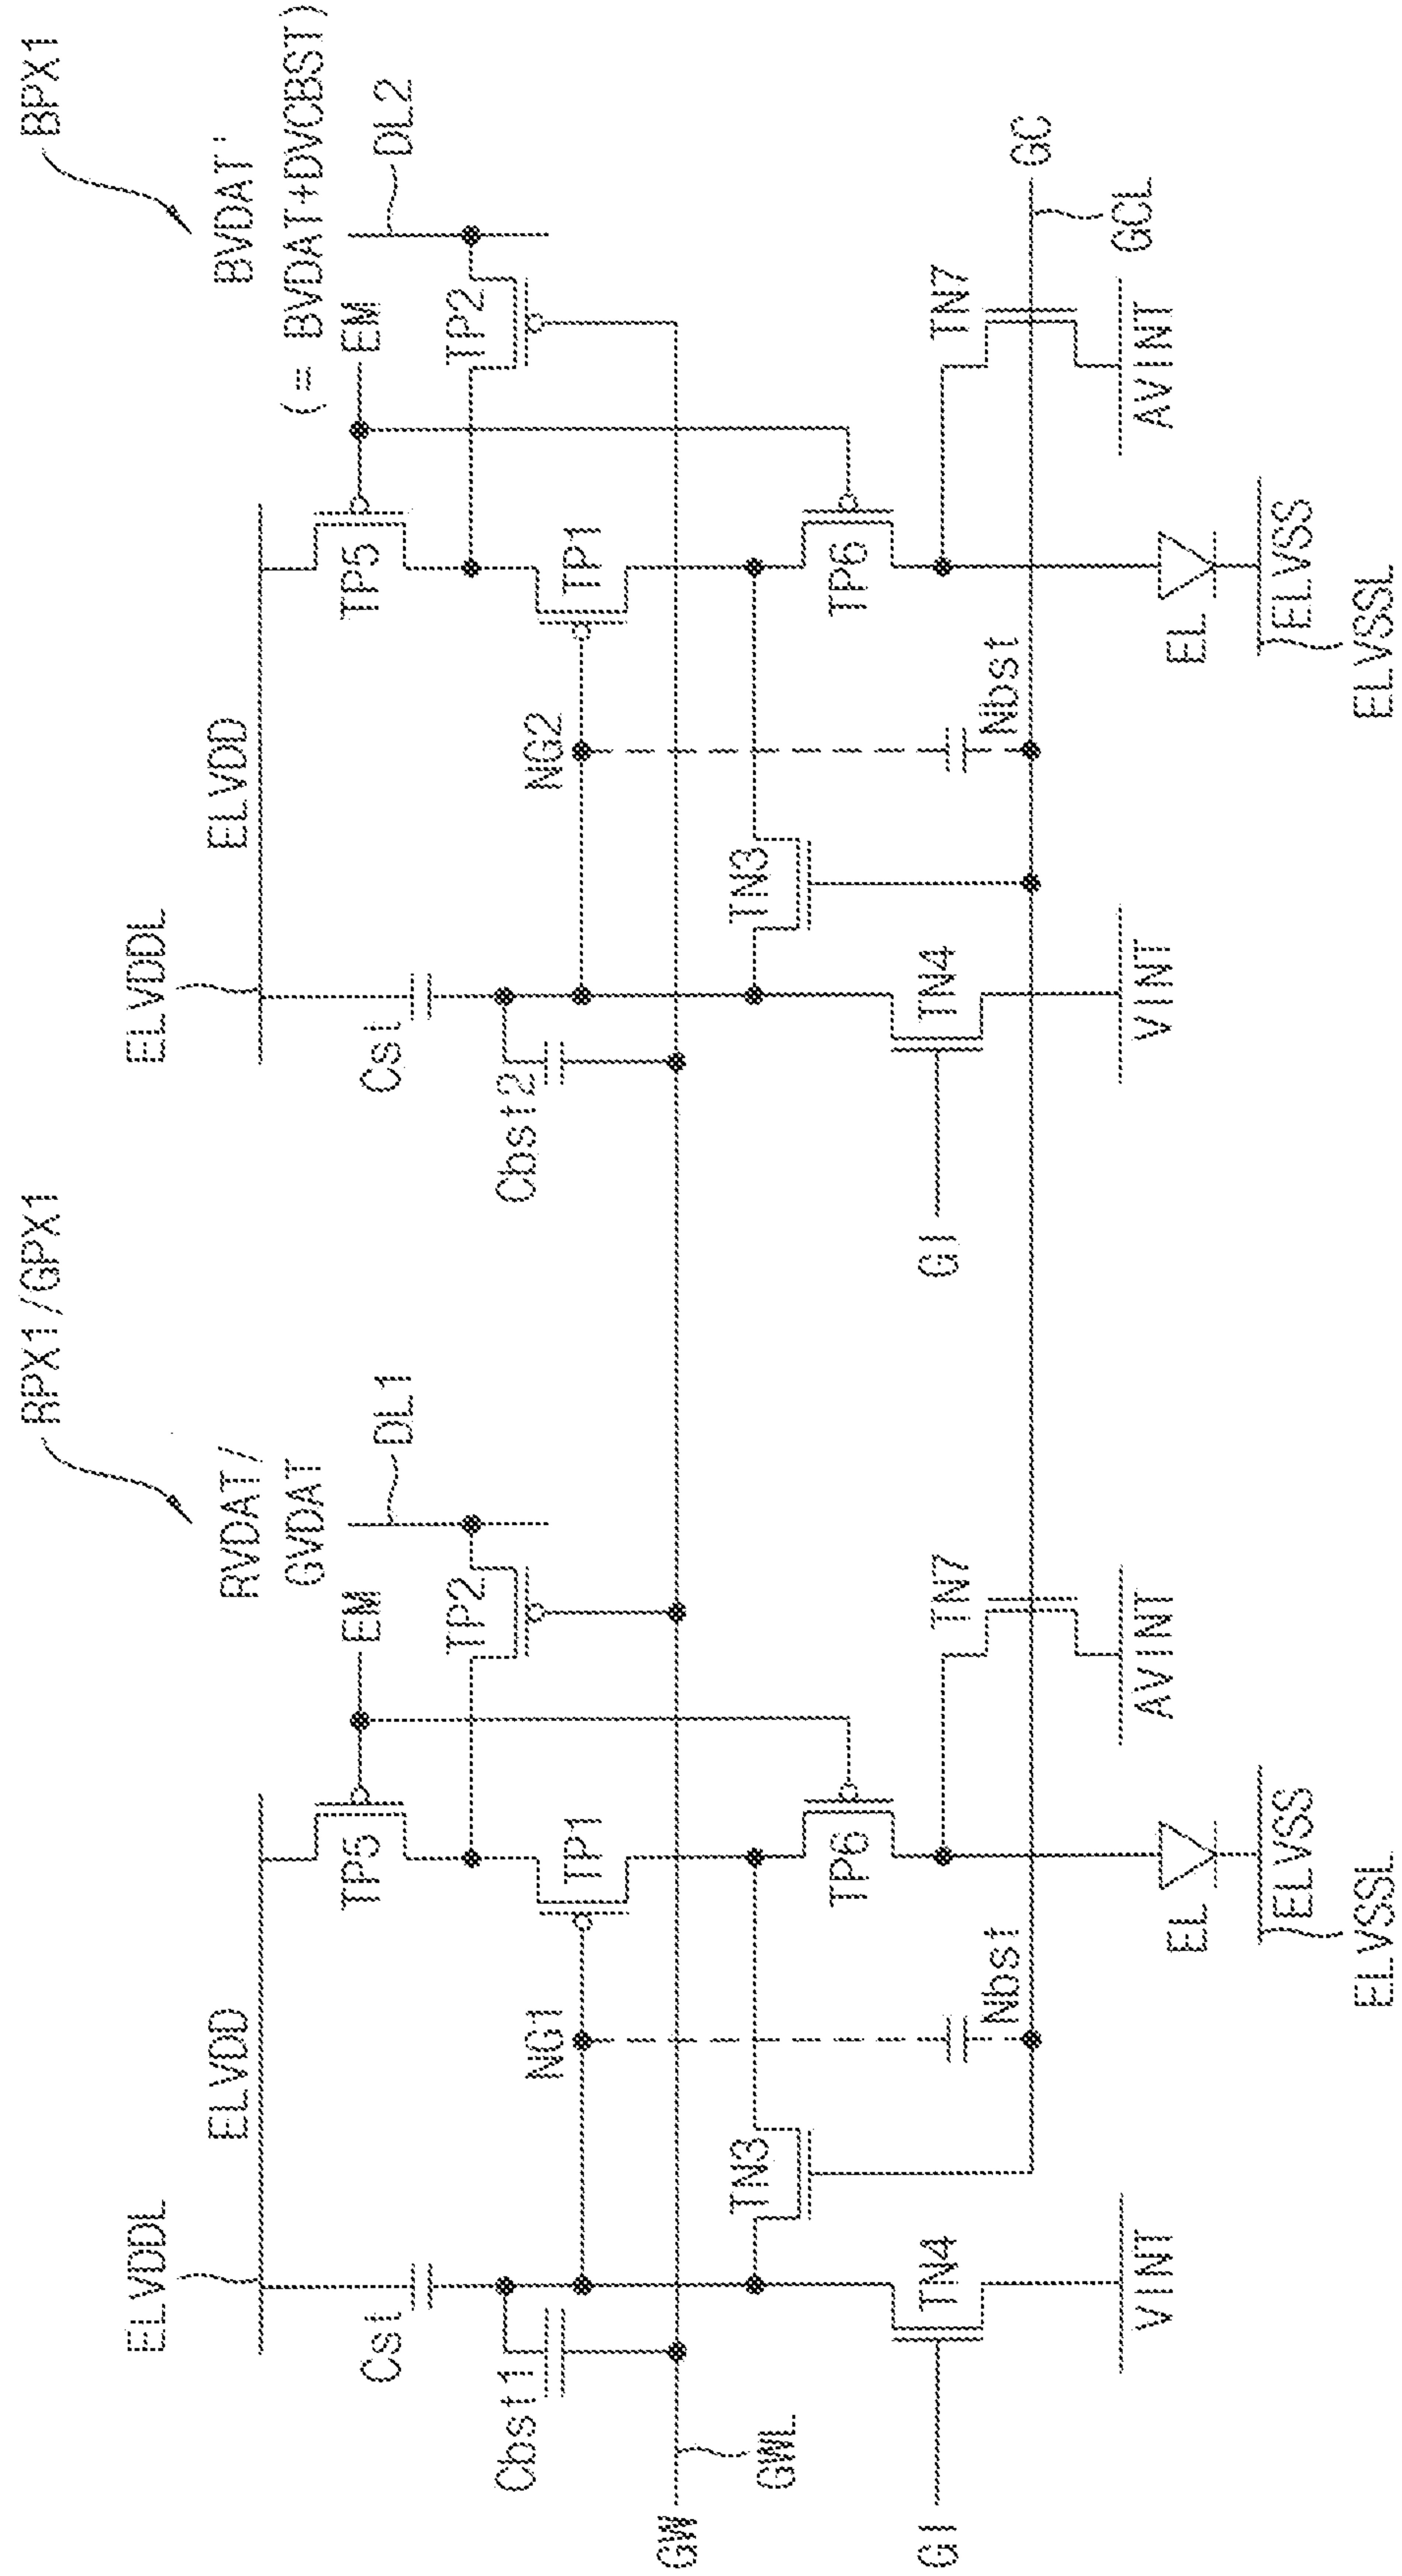 RPX1/GPX1
BPX1
ELVDDL
ELVDD
RVDAT/
GVDAT
ELVDDL
ELVDD
BVDAT'
(= BVDAT+DVCBST)
Cst
TP5
EM
DL1
Cst
TP5
EM
DL2
Cbst1
NG1
TP1
TP2
Cbst2
NG2
TP1
TP2
GW
GWL
TN3
TP6
TN3
TP6
GI
TN4
Nbst
TN7
GI
TN4
Nbst
TN7
GC
GCL
VINT
EL
AVINT
VINT
EL
AVINT
ELVSS
ELVSSL
ELVSS
ELVSSL